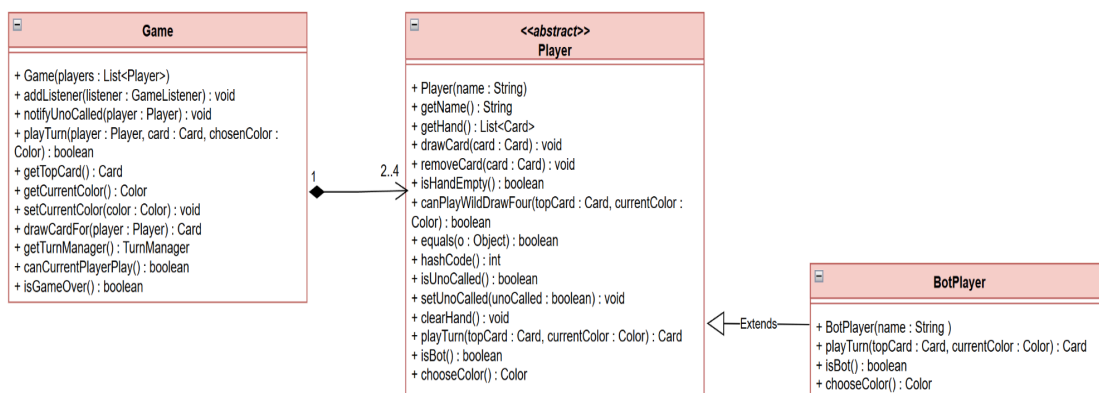 Game
+ Game(players : List<Player>)
+ addListener(listener : GameListener) : void
+ notifyUnoCalled(player : Player) : void
+ playTurn(player : Player, card : Card, chosenColor :
Color) : boolean
+ getTopCard() : Card
+ getCurrentColor() : Color
+ setCurrentColor(color : Color) : void
+ drawCardFor(player : Player) : Card
+ getTurnManager() : TurnManager
+ canCurrentPlayerPlay() : boolean
+ isGameOver() : boolean
1
2..4
<<abstract>>
Player
+ Player(name : String)
+ getName() : String
+ getHand() : List<Card>
+ drawCard(card : Card) : void
+ removeCard(card : Card) : void
+ isHandEmpty() : boolean
+ canPlayWildDrawFour(topCard : Card, currentColor :
Color) : boolean
+ equals(o : Object) : boolean
+ hashCode() : int
+ isUnoCalled() : boolean
+ setUnoCalled(unoCalled : boolean) : void
+ clearHand() : void
+ playTurn(topCard : Card, currentColor : Color) : Card
+ isBot() : boolean
+ chooseColor() : Color
Extends
BotPlayer
+ BotPlayer(name : String )
+ playTurn(topCard : Card, currentColor : Color) : Card
+ isBot() : boolean
+ chooseColor() : Color